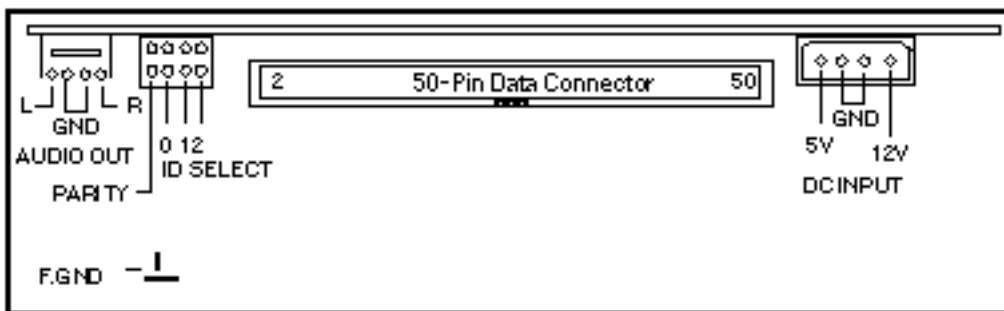 2 50-Pin Data Connector 50
L GND R
AUDIO OUT
0 1 2
ID SELECT
PARITY
5V GND 12V
DC INPUT
F.GND